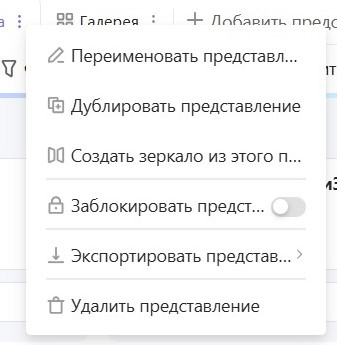 Галерея
Добавить предс
Переименовать представл...
Дублировать представление
Создать зеркало из этого п...
Заблокировать предст...
Экспортировать представ...
Удалить представление